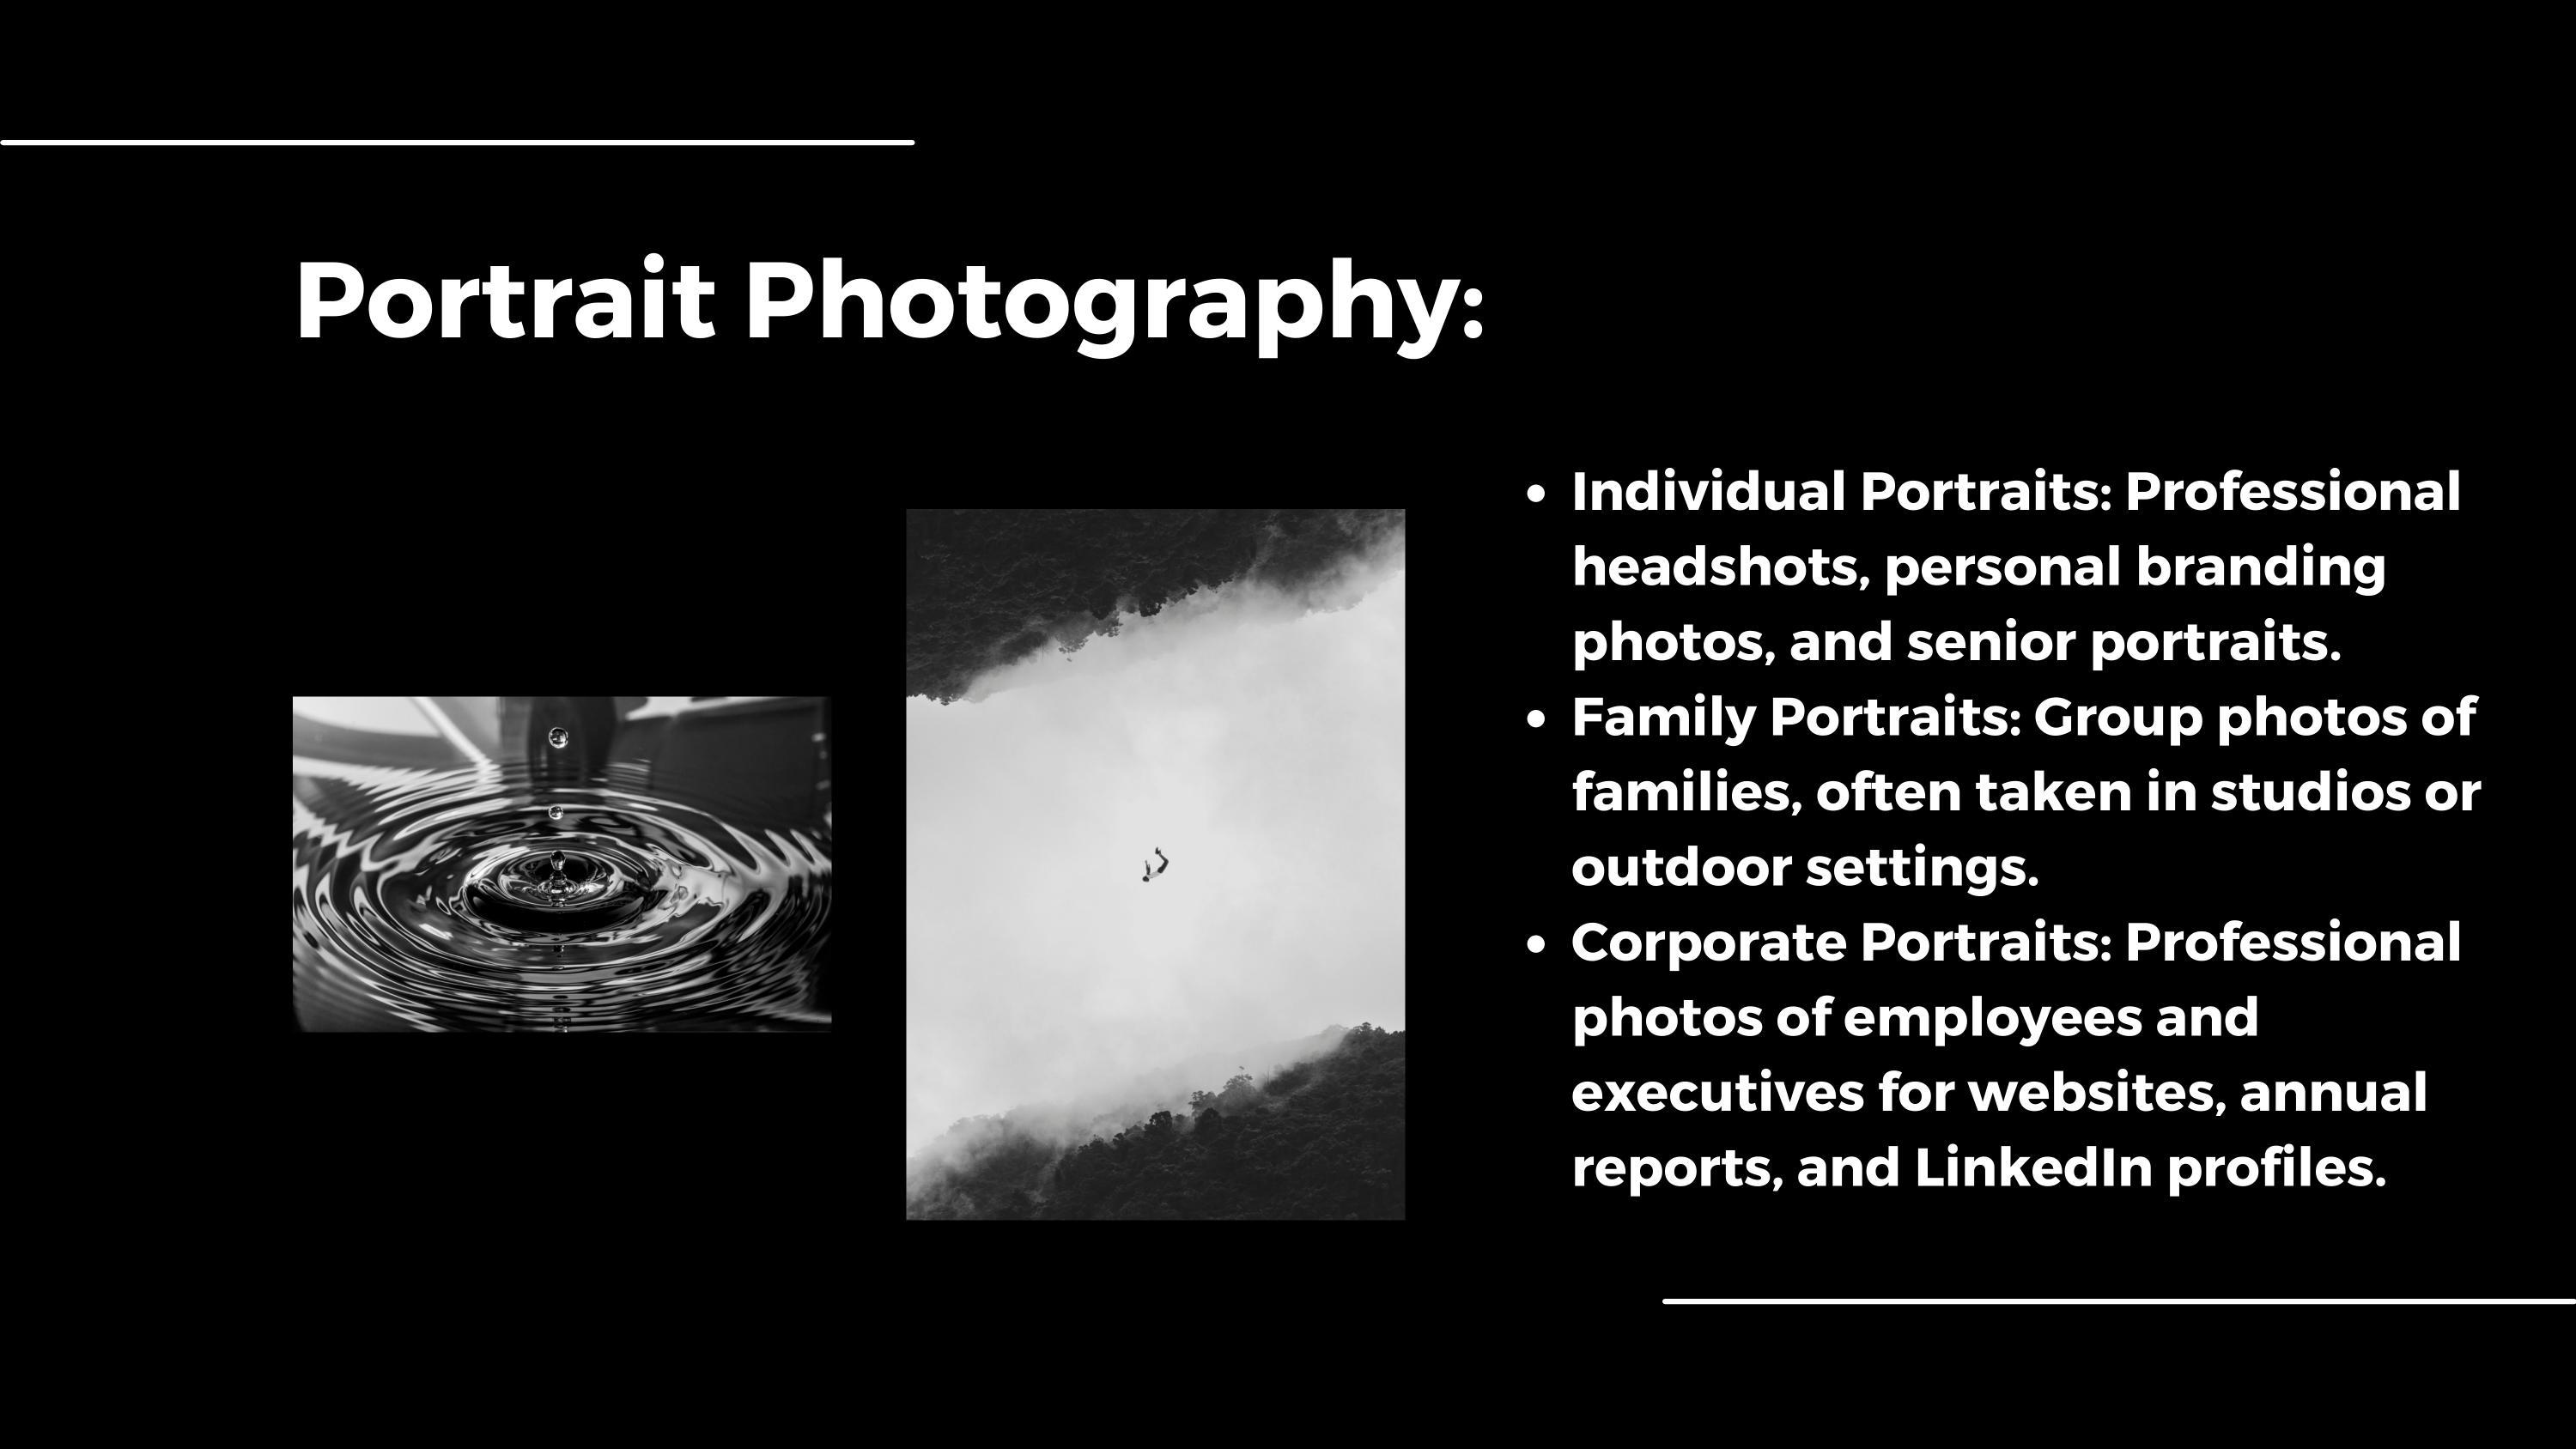 Portrait Photography:
• Individual Portraits: Professional
headshots, personal branding
photos, and senior portraits.
• Family Portraits: Group photos of
families, often taken in studios or
outdoor settings.
• Corporate Portraits: Professional
photos of employees and
executives for websites, annual
reports, and LinkedIn profiles.